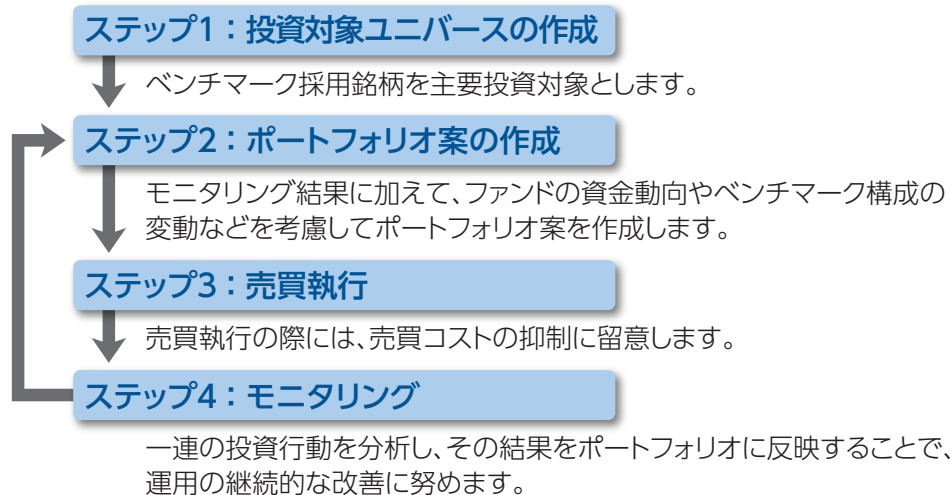 ステップ1：投資対象ユニバースの作成
ベンチマーク採用銘柄を主要投資対象とします。
ステップ2：ポートフォリオ案の作成
モニタリング結果に加えて、ファンドの資金動向やベンチマーク構成の
変動などを考慮してポートフォリオ案を作成します。
ステップ3：売買執行
売買執行の際には、売買コストの抑制に留意します。
ステップ4：モニタリング
一連の投資行動を分析し、その結果をポートフォリオに反映することで、
運用の継続的な改善に努めます。